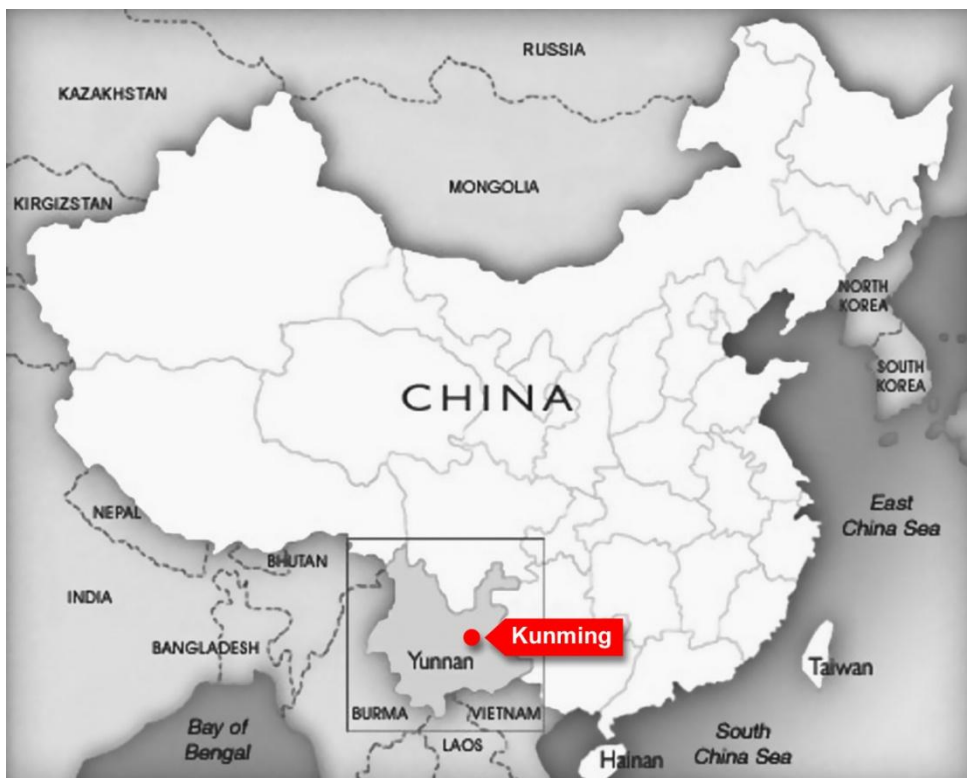 RUSSIA
KAZAKHSTAN
MONGOLIA
KIRGIZSTAN
NORTH
KOREA
SOUTH
KOREA
CHINA
NEPAL
East
China Sea
BHUTAN
INDIA
Kunming
BANGLADESH
Yunnan
Taiwan
BURMA
VIETNAM
Bay of
Bengal
LAOS
South
China Sea
Hainan